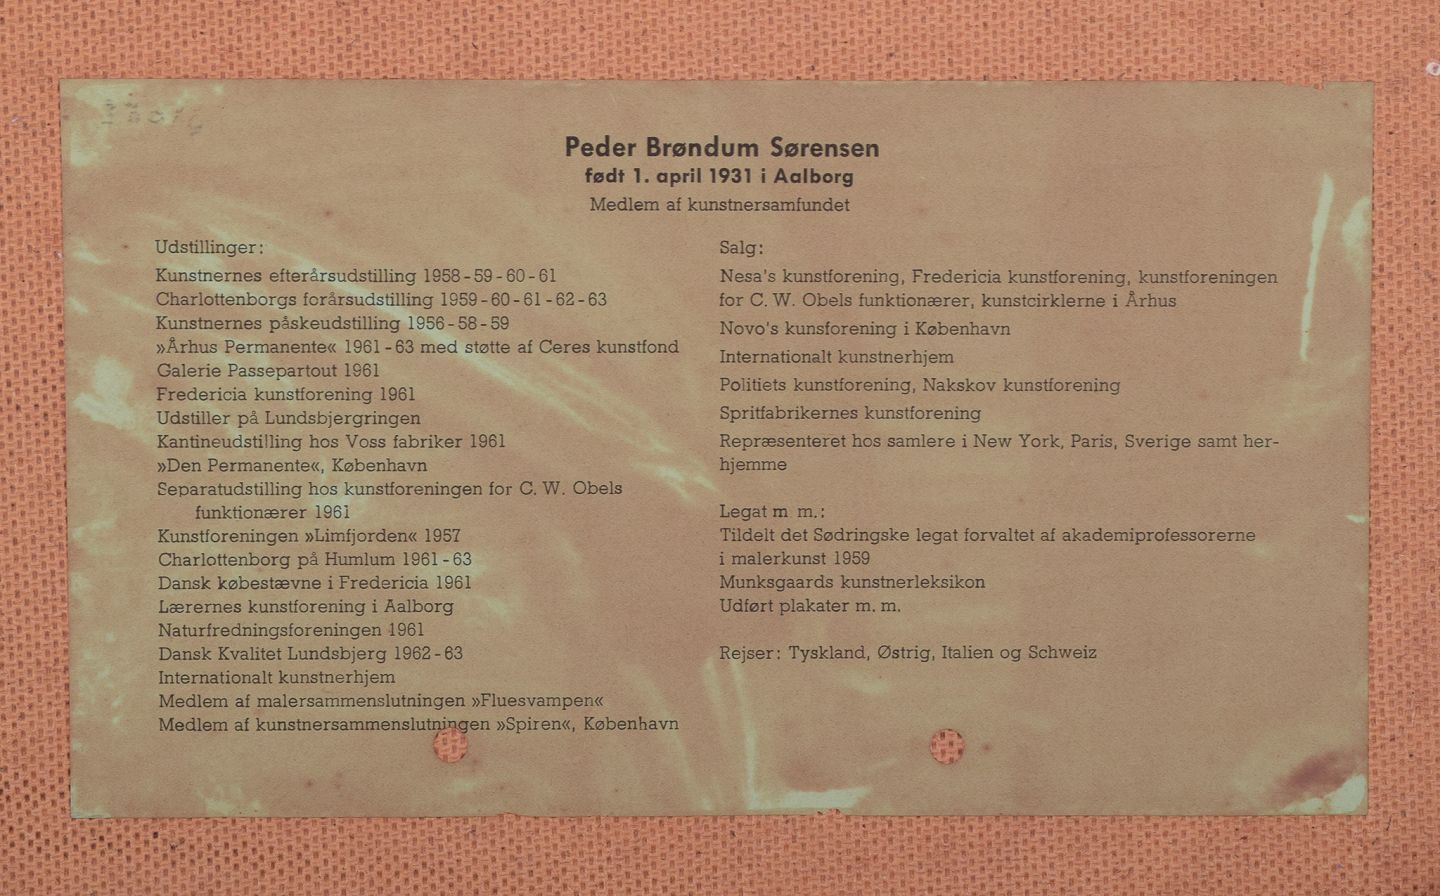 Peder Brøndum Sørensen
født 1. april 1931 i Aalborg
Medlem af kunstnersamfundet
Udstillinger:
Kunstnernes efterårsudstilling 1958-59-60-61
Charlottenborgs forårsudstilling 1959-60-61-62-63
Kunstnernes påskeudstilling 1956-58-59
»Århus Permanente« 1961-63 med støtte af Ceres kunstfond
Galerie Passepartout 1961
Fredericia kunstforening 1961
Udstiller på Lundsbjergringen
Kantineudstilling hos Voss fabriker 1961
»Den Permanente«, København
Separatudstilling hos kunstforeningen for C. W. Obels
funktionærer 1961
Kunstforeningen »Limfjorden« 1957
Charlottenborg på Humlum 1961-63
Dansk købestævne i Fredericia 1961
Lærernes kunstforening i Aalborg
Naturfredningsforeningen 1961
Dansk Kvalitet Lundsbjerg 1962-63
Internationalt kunstnerhjem
Medlem af malersammenslutningen »Fluesvampen«
Medlem af kunstnersammenslutningen »Spiren«, København
Salg:
Nesa's kunstforening, Fredericia kunstforening, kunstforeningen
for C. W. Obels funktionærer, kunstcirklerne i Århus
Novo's kunsforening i København
Internationalt kunstnerhjem
Politiets kunstforening, Nakskov kunstforening
Spritfabrikernes kunstforening
Repræsenteret hos samlere i New York, Paris, Sverige samt her-
hjemme
Legat m m.:
Tildelt det Sødringske legat forvaltet af akademiprofessorerne
i malerkunst 1959
Munksgaards kunstnerleksikon
Udført plakater m. m.
Rejser: Tyskland, Østrig, Italien og Schweiz